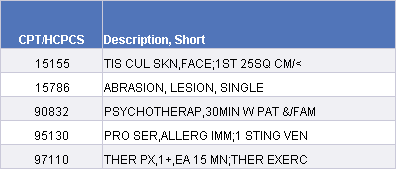 CPT/HCPCS Description, Short
15155 TIS CUL SKN,FACE;1ST 25SQ CM/<
15786 ABRASION, LESION, SINGLE
90832 PSYCHOTHERAP,30MIN W PAT &/FAM
95130 PRO SER,ALLERG IMM;1 STING VEN
97110 THER PX,1+,EA 15 MN;THER EXERC